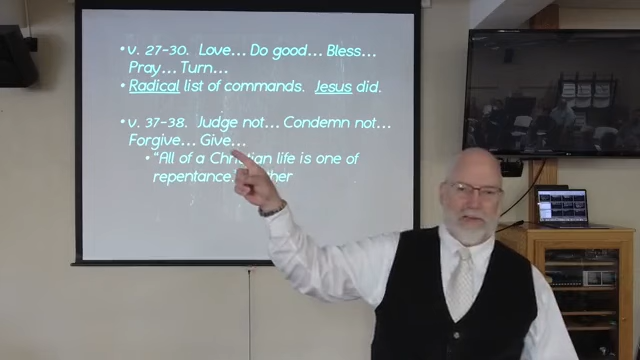 • v. 27-30. Love... Do good... Bless...
Pray... Turn...
• Radical list of commands. Jesus did.
• v. 37-38. Judge not... Condemn not...
Forgive... Give...
• "All of a Christian life is one of
repentance."